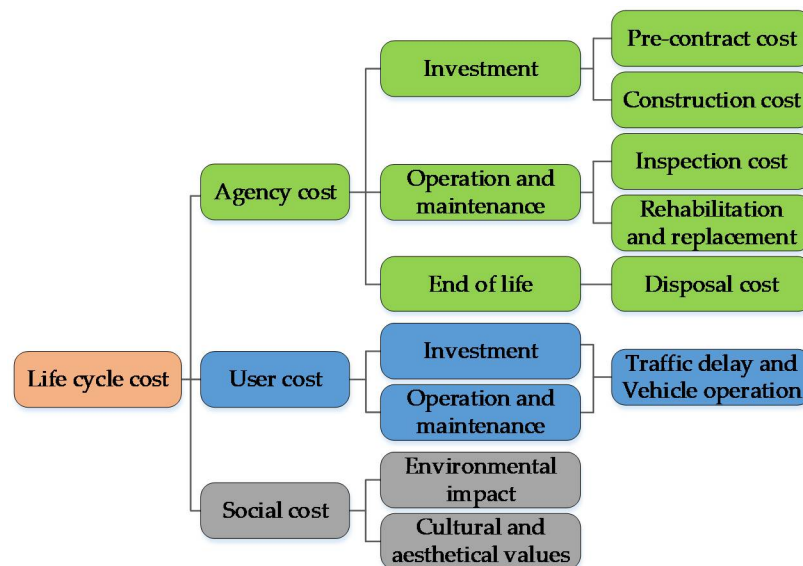 Pre-contract cost
Investment
Construction cost
Inspection cost
Agency cost
Operation and
maintenance
Rehabilitation
and replacement
End of life
Disposal cost
Life cycle cost
User cost
Investment
Traffic delay and
Vehicle operation
Operation and
maintenance
Social cost
Environmental
impact
Cultural and
aesthetical values